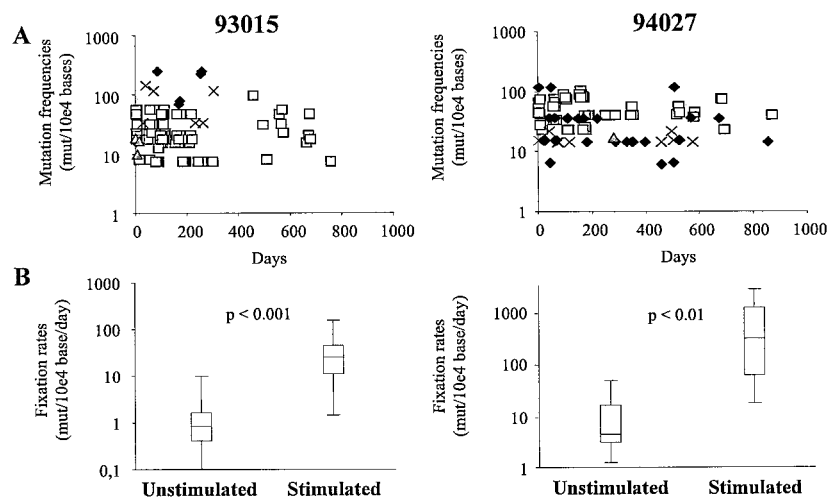 A
93015
94027
Mutation frequencies
(mut/10e4 bases)
1000
100
10
1
0
200
400
600
800
1000
Days
Mutation frequencies
(mut/10e4 bases)
1000
100
10
1
0
200
400
600
800
1000
Days
B
Fixation rates
(mut/10e4 base/day)
1000
100
10
1
0,1
p < 0.001
Unstimulated
Stimulated
Fixation rates
(mut/10e4 base/day)
1000
100
10
1
p < 0.01
Unstimulated
Stimulated